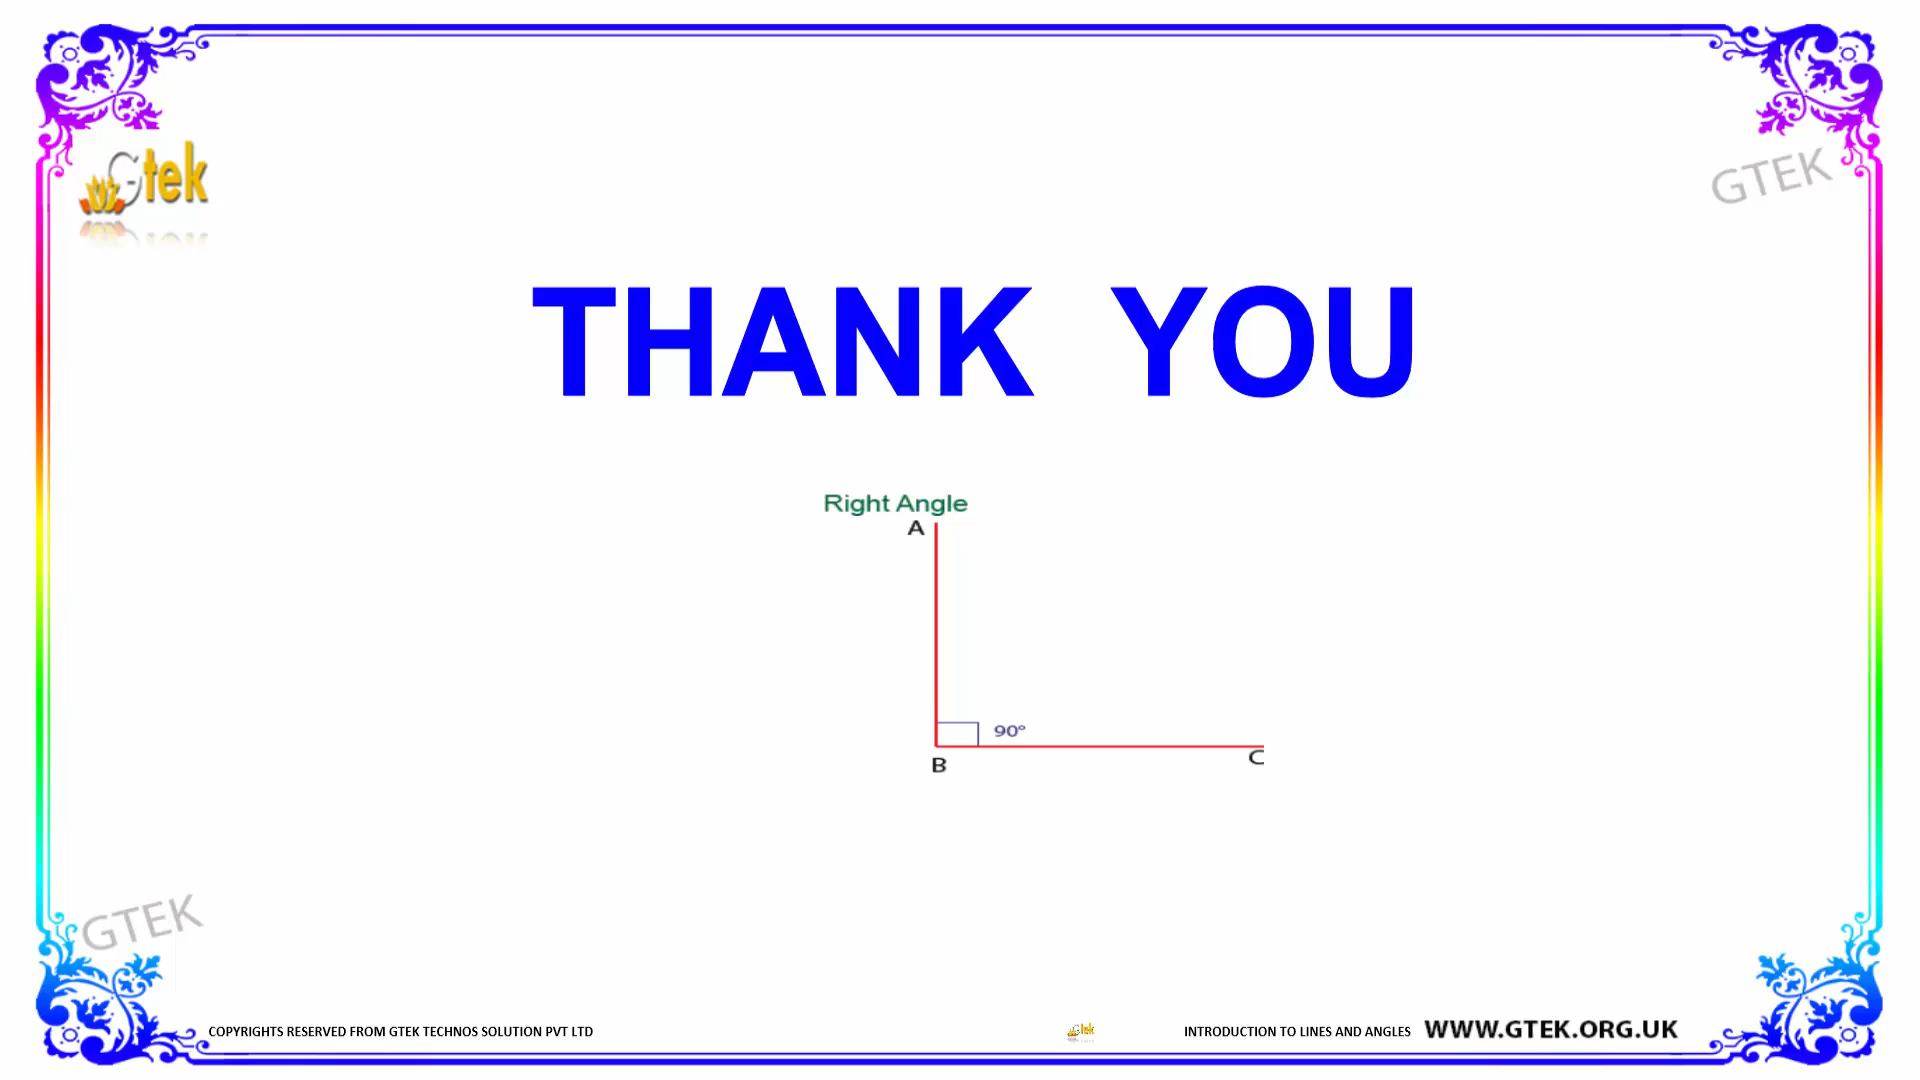 Gtek
GTEK
THANK YOU
Right Angle
A
90°
B
C
GTEK
COPYRIGHTS RESERVED FROM GTEK TECHNOS SOLUTION PVT LTD
Gtek
INTRODUCTION TO LINES AND ANGLES
WWW.GTEK.ORG.UK